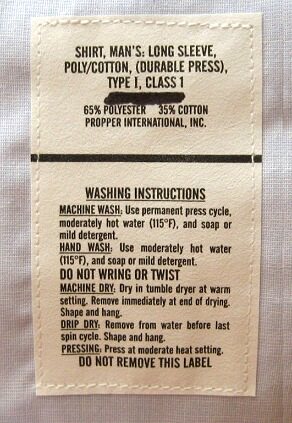 SHIRT, MAN'S: LONG SLEEVE,
POLY/COTTON, (DURABLE PRESS),
TYPE I, CLASS 1
65% POLYESTER 35% COTTON
PROPPER INTERNATIONAL, INC.
WASHING INSTRUCTIONS
MACHINE WASH: Use permanent press cycle,
moderately hot water (115°F), and soap or
mild detergent.
HAND WASH: Use moderately hot water
(115°F), and soap or mild detergent.
DO NOT WRING OR TWIST
MACHINE DRY: Dry in tumble dryer at warm
setting. Remove immediately at end of drying.
Shape and hang.
DRIP DRY: Remove from water before last
spin cycle. Shape and hang.
PRESSING: Press at moderate heat setting.
DO NOT REMOVE THIS LABEL